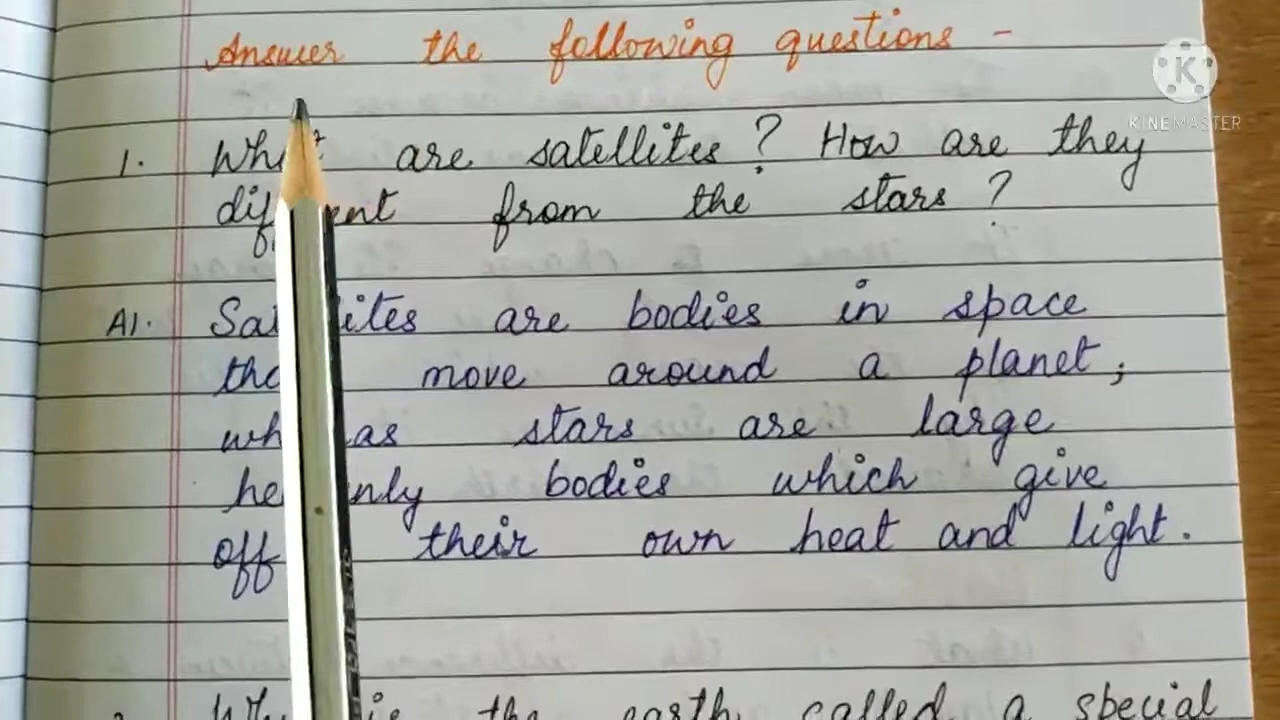 Answer the following questions -
1. What are satellites? How are they
different from the stars?
A1. Satellites are bodies in space
that move around a planet;
whereas stars are large
heavenly bodies which give
off their own heat and light.
Why is the earth called a special
K
KINEMASTER